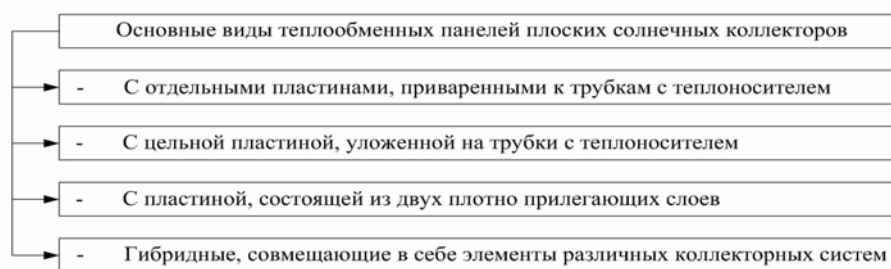 Основные виды теплообменных панелей плоских солнечных коллекторов
- С отдельными пластинами, приваренными к трубкам с теплоносителем
- С цельной пластиной, уложенной на трубки с теплоносителем
- С пластиной, состоящей из двух плотно прилегающих слоев
- Гибридные, совмещающие в себе элементы различных коллекторных систем